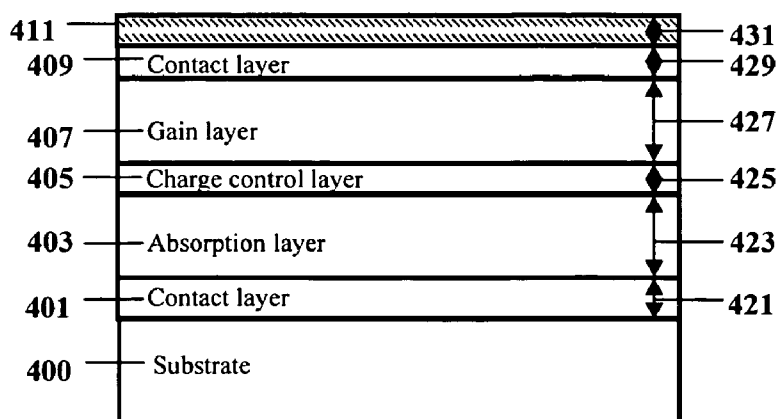 411 431
409 Contact layer 429
407 Gain layer 427
405 Charge control layer 425
403 Absorption layer 423
401 Contact layer 421
400 Substrate